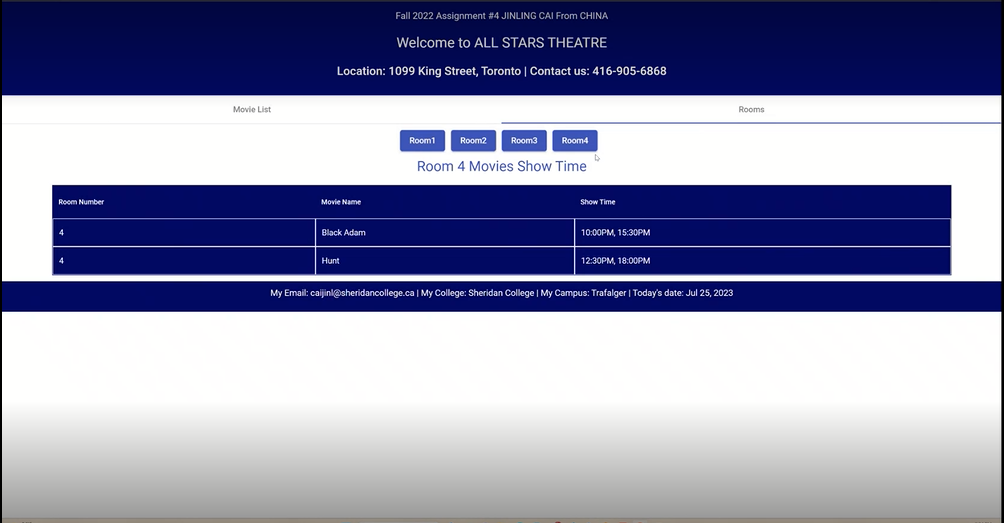 Fall 2022 Assignment #4 JINLING CAI From CHINA
Welcome to ALL STARS THEATRE
Location: 1099 King Street, Toronto | Contact us: 416-905-6868
Movie List Rooms
Room1 Room2 Room3 Room4
Room 4 Movies Show Time
Room Number Movie Name Show Time
4 Black Adam 10:00PM, 15:30PM
4 Hunt 12:30PM, 18:00PM
My Email: caijinl@sheridancollege.ca | My College: Sheridan College | My Campus: Trafalger | Today's date: Jul 25, 2023